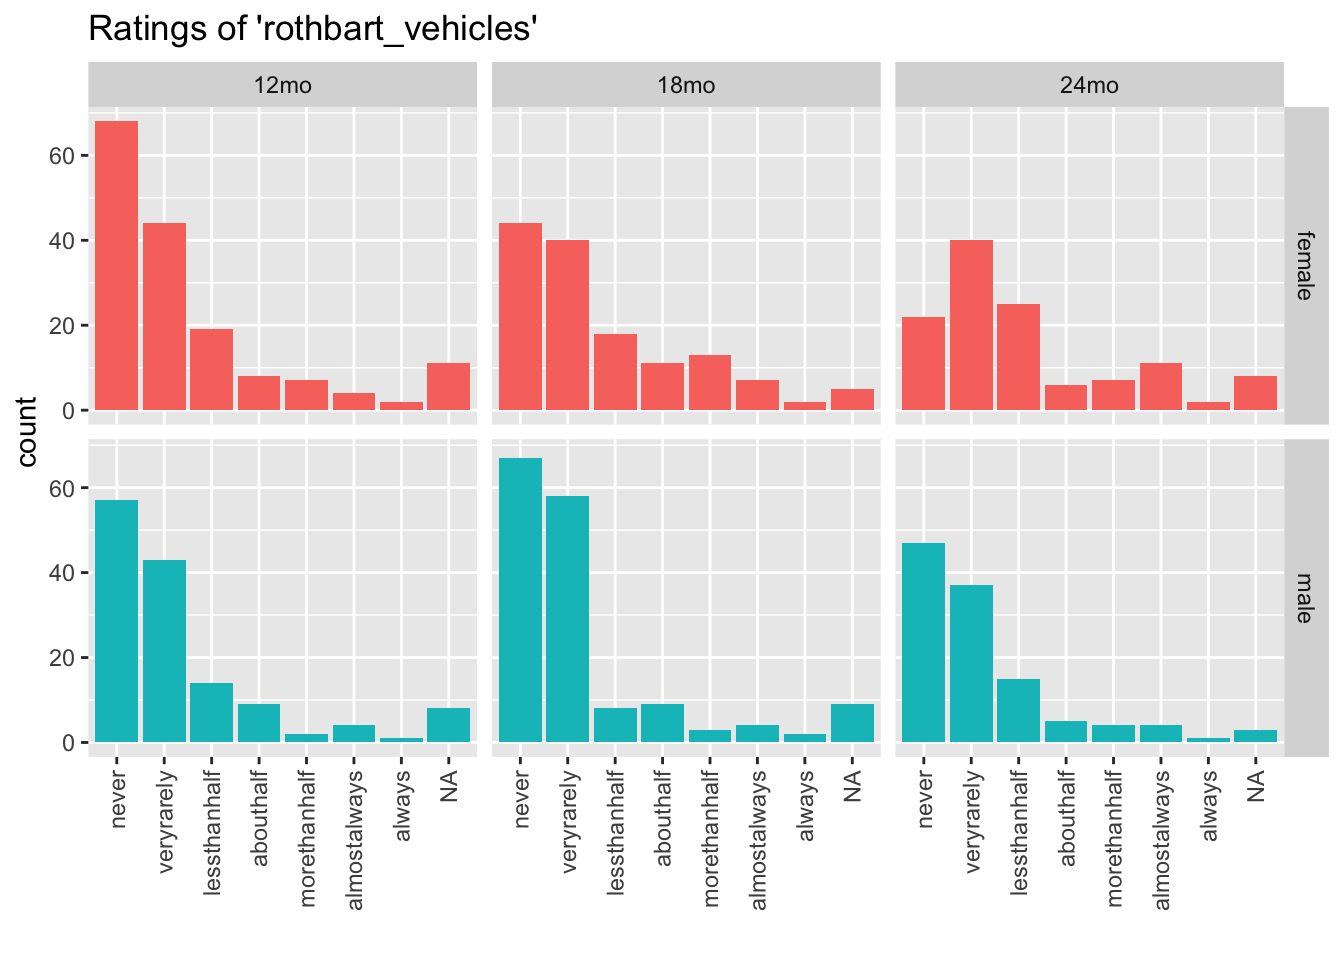 Ratings of 'rothbart_vehicles'
12mo
18mo
24mo
60
40
20
0
female
count
60
40
20
0
male
never
veryrarely
lessthanhalf
abouthalf
morethanhalf
almostalways
always
NA
never
veryrarely
lessthanhalf
abouthalf
morethanhalf
almostalways
always
NA
never
veryrarely
lessthanhalf
abouthalf
morethanhalf
almostalways
always
NA